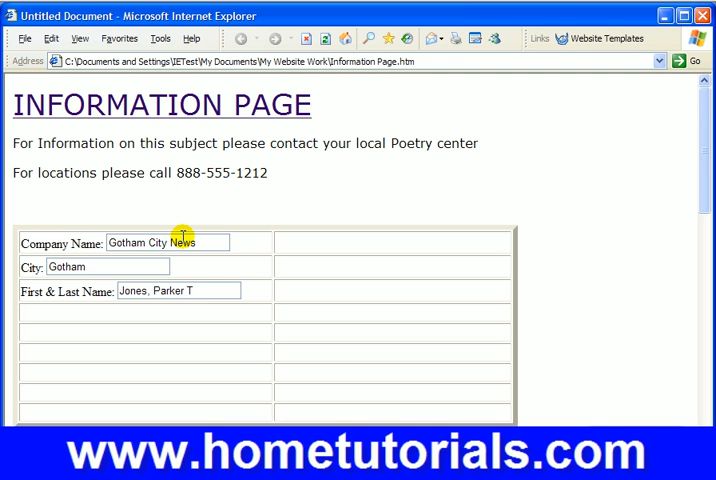 Untitled Document - Microsoft Internet Explorer
File Edit View Favorites Tools Help Links Website Templates
Address C:\Documents and Settings\IETest\My Documents\My Website Work\Information Page.htm Go
INFORMATION PAGE
For Information on this subject please contact your local Poetry center
For locations please call 888-555-1212
Company Name: Gotham City News
City: Gotham
First & Last Name: Jones, Parker T
www.hometutorials.com